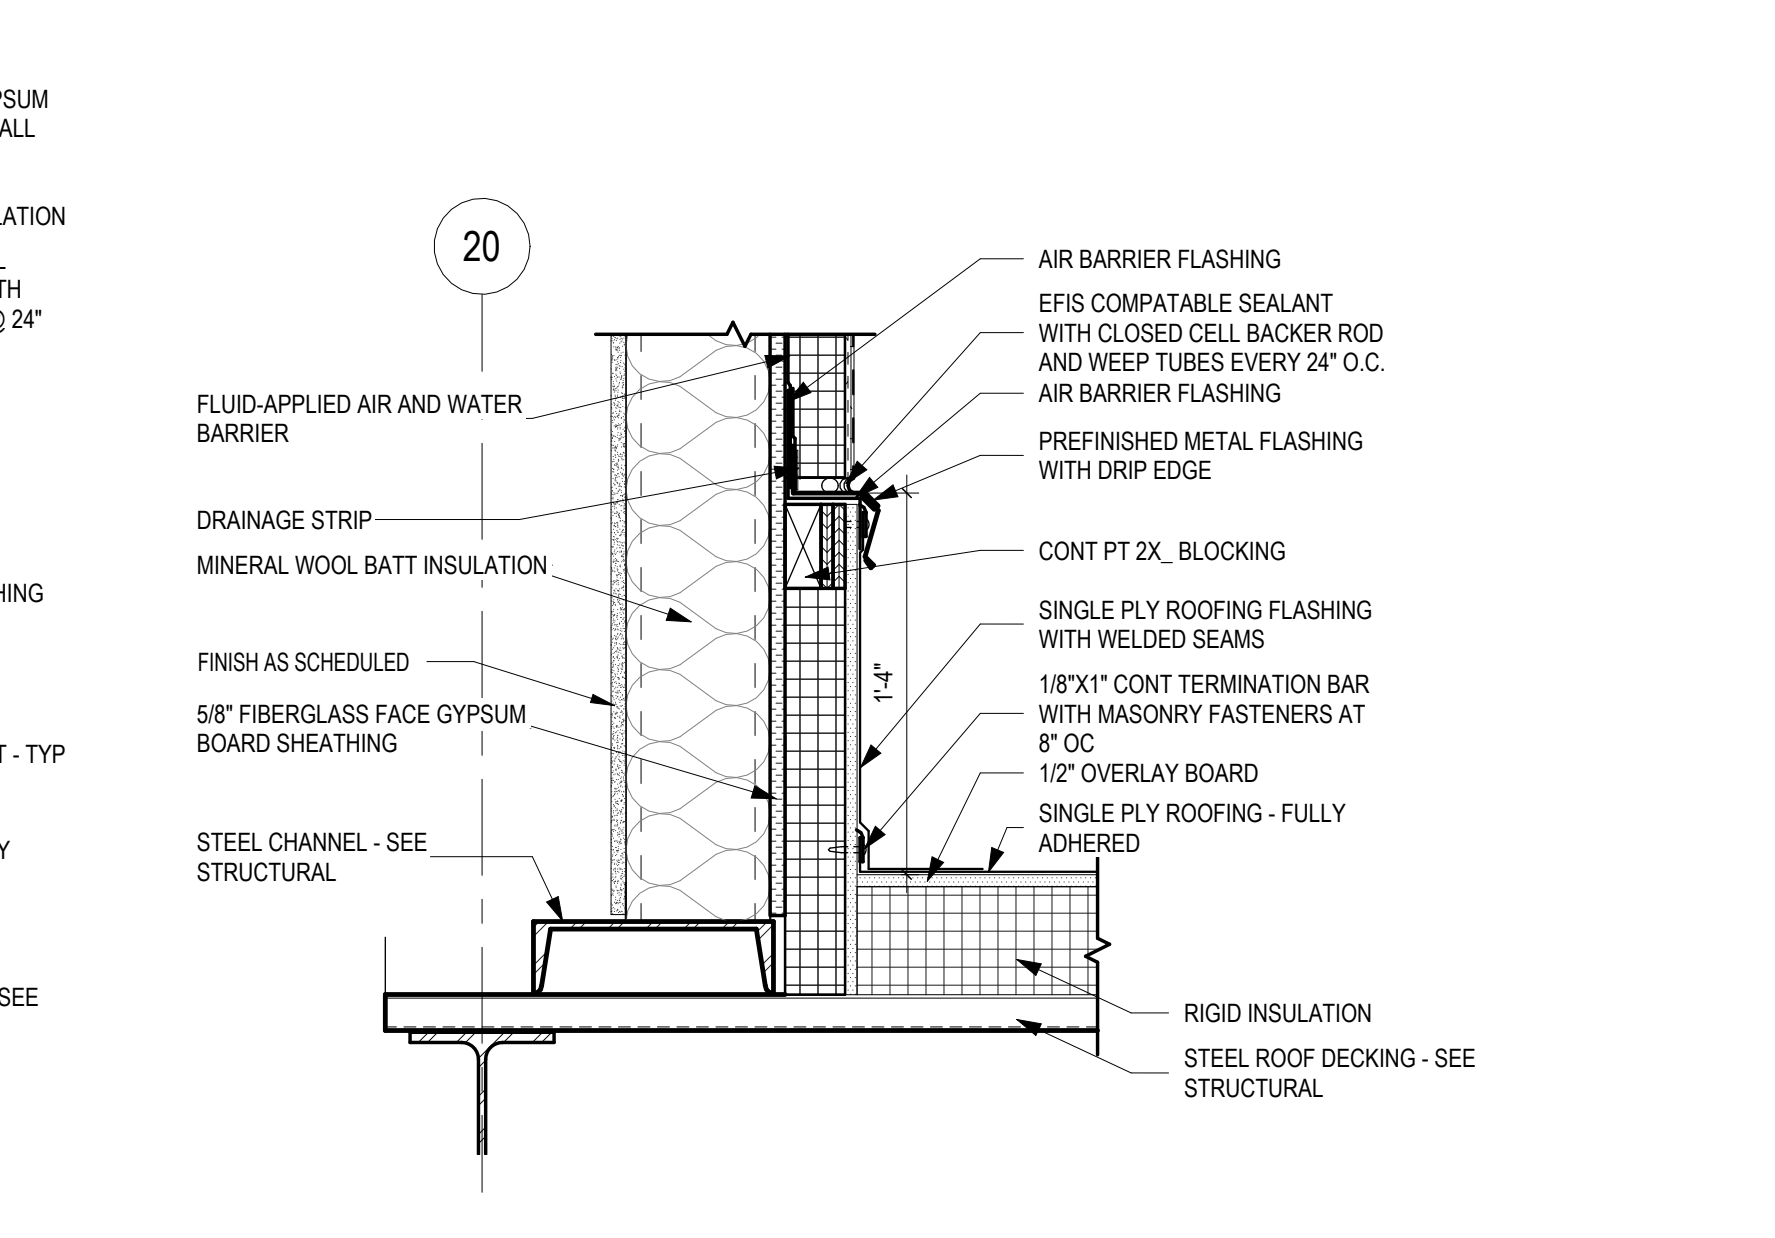 PSUM
ALL
LATION
TH
@ 24"
HING
T - TYP
Y
SEE
20
FLUID-APPLIED AIR AND WATER
BARRIER
DRAINAGE STRIP
MINERAL WOOL BATT INSULATION
FINISH AS SCHEDULED
5/8" FIBERGLASS FACE GYPSUM
BOARD SHEATHING
STEEL CHANNEL - SEE
STRUCTURAL
AIR BARRIER FLASHING
EFIS COMPATABLE SEALANT
WITH CLOSED CELL BACKER ROD
AND WEEP TUBES EVERY 24" O.C.
AIR BARRIER FLASHING
PREFINISHED METAL FLASHING
WITH DRIP EDGE
CONT PT 2X_ BLOCKING
SINGLE PLY ROOFING FLASHING
WITH WELDED SEAMS
1'-4"
1/8"X1" CONT TERMINATION BAR
WITH MASONRY FASTENERS AT
8" OC
1/2" OVERLAY BOARD
SINGLE PLY ROOFING - FULLY
ADHERED
RIGID INSULATION
STEEL ROOF DECKING - SEE
STRUCTURAL